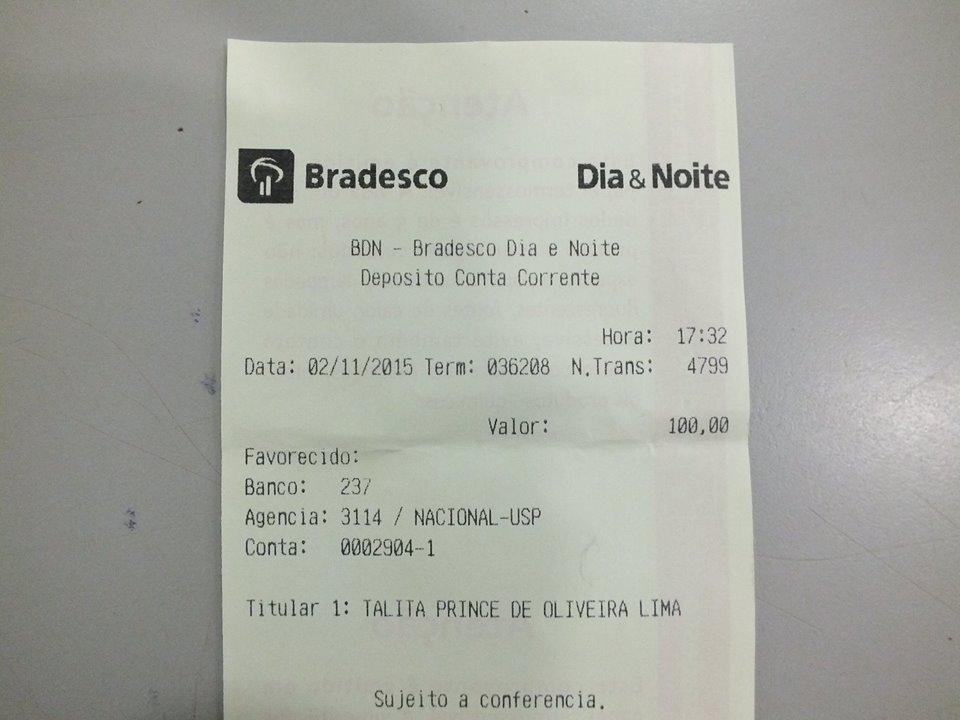 Bradesco Dia & Noite
BDN - Bradesco Dia e Noite
Deposito Conta Corrente
Hora: 17:32
Data: 02/11/2015 Term: 036208 N.Trans: 4799
Valor: 100,00
Favorecido:
Banco: 237
Agencia: 3114 / NACIONAL-USP
Conta: 0002904-1
Titular 1: TALITA PRINCE DE OLIVEIRA LIMA
Sujeito a conferencia.